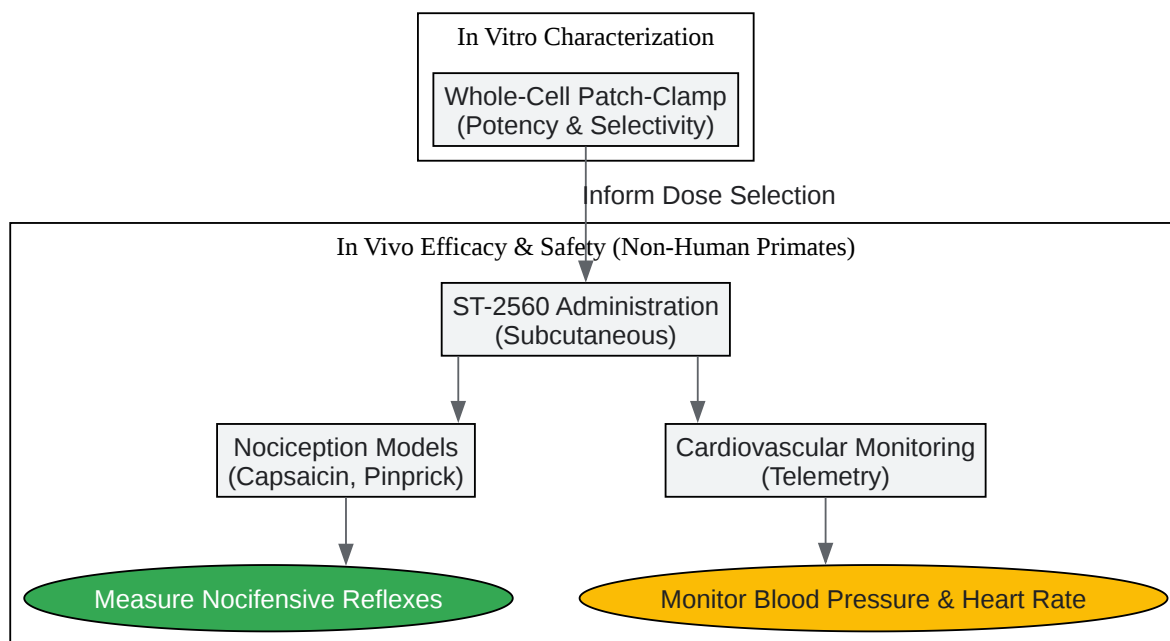 In Vitro Characterization
Whole-Cell Patch-Clamp
(Potency & Selectivity)
Inform Dose Selection
In Vivo Efficacy & Safety (Non-Human Primates)
ST-2560 Administration
(Subcutaneous)
Nociception Models
(Capsaicin, Pinprick)
Cardiovascular Monitoring
(Telemetry)
Measure Nocifensive Reflexes
Monitor Blood Pressure & Heart Rate